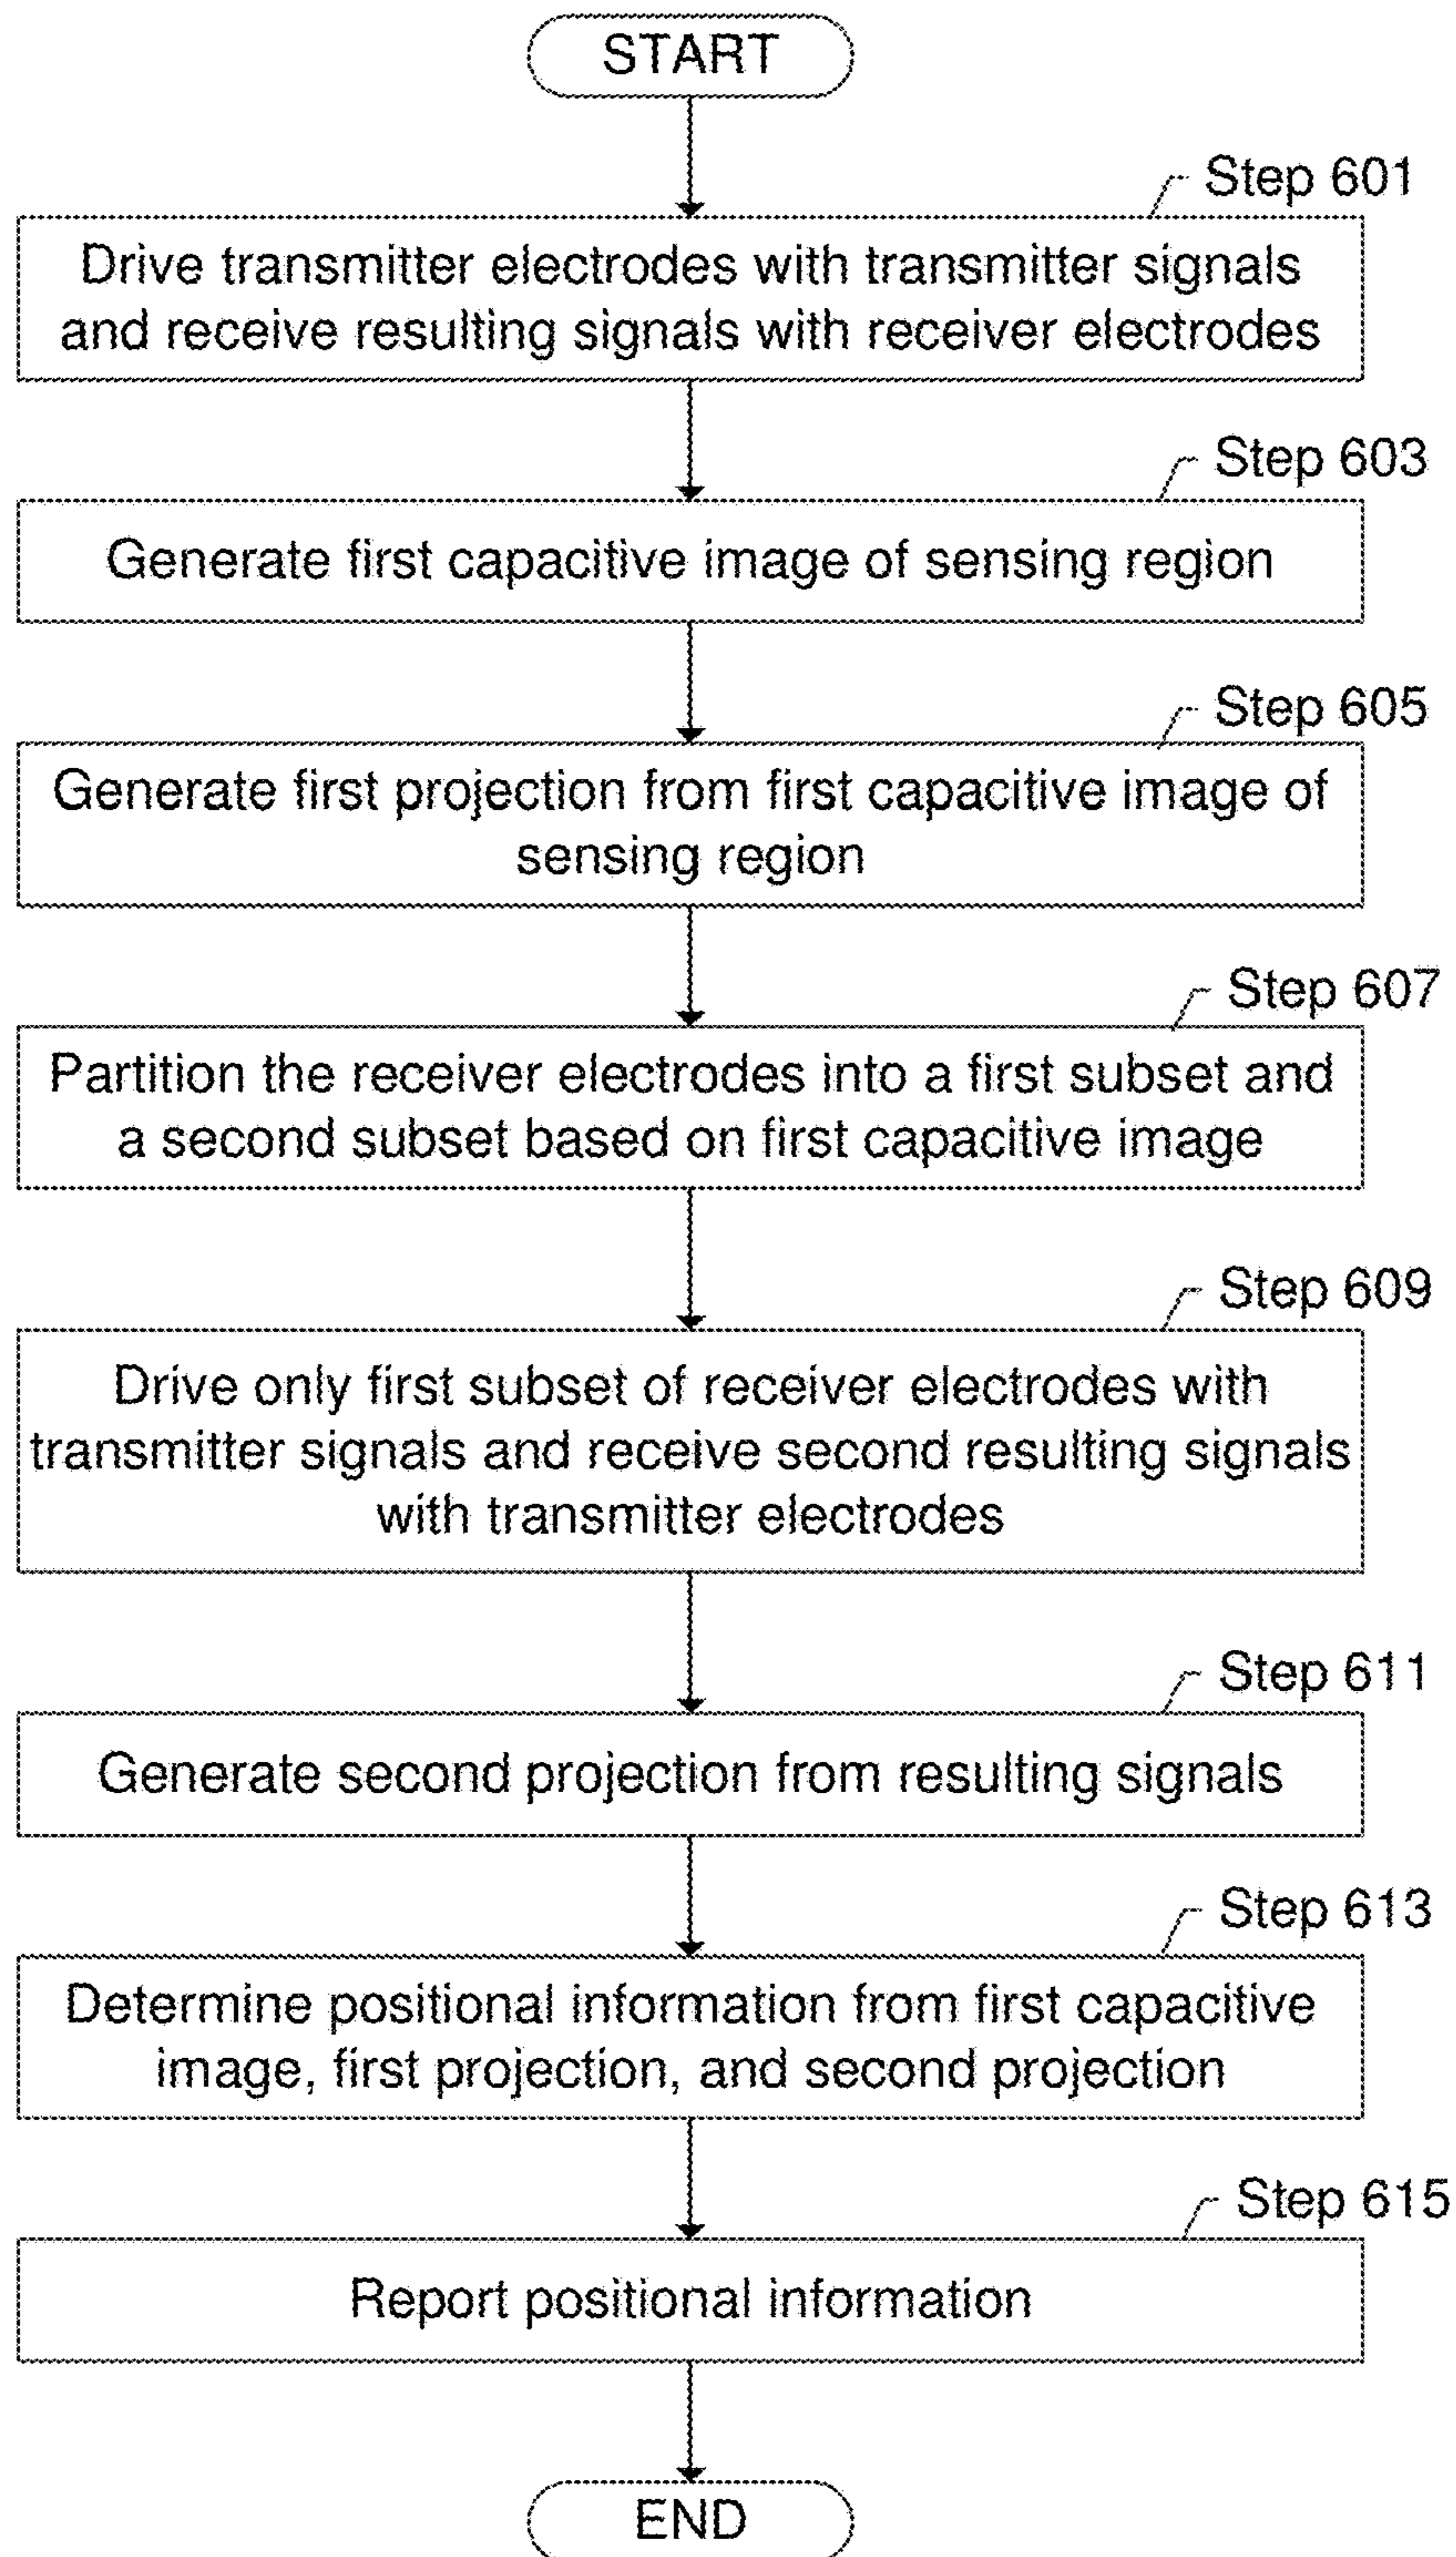 START
Step 601
Drive transmitter electrodes with transmitter signals
and receive resulting signals with receiver electrodes
Step 603
Generate first capacitive image of sensing region
Step 605
Generate first projection from first capacitive image of
sensing region
Step 607
Partition the receiver electrodes into a first subset and
a second subset based on first capacitive image
Step 609
Drive only first subset of receiver electrodes with
transmitter signals and receive second resulting signals
with transmitter electrodes
Step 611
Generate second projection from resulting signals
Step 613
Determine positional information from first capacitive
image, first projection, and second projection
Step 615
Report positional information
END